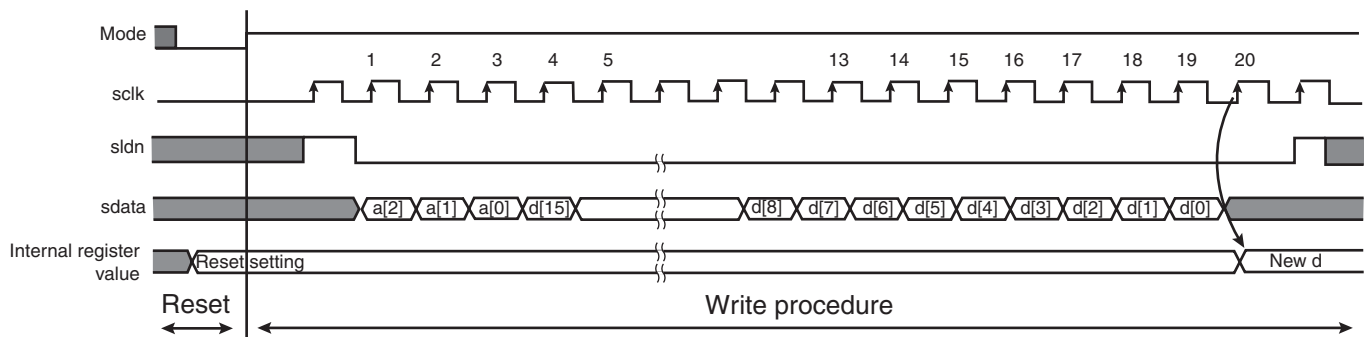 Mode
1 2 3 4 5 13 14 15 16 17 18 19 20
sclk
sldn
sdata a[2] a[1] a[0] d[15] d[8] d[7] d[6] d[5] d[4] d[3] d[2] d[1] d[0]
Internal register
value
Reset setting New d
Reset Write procedure